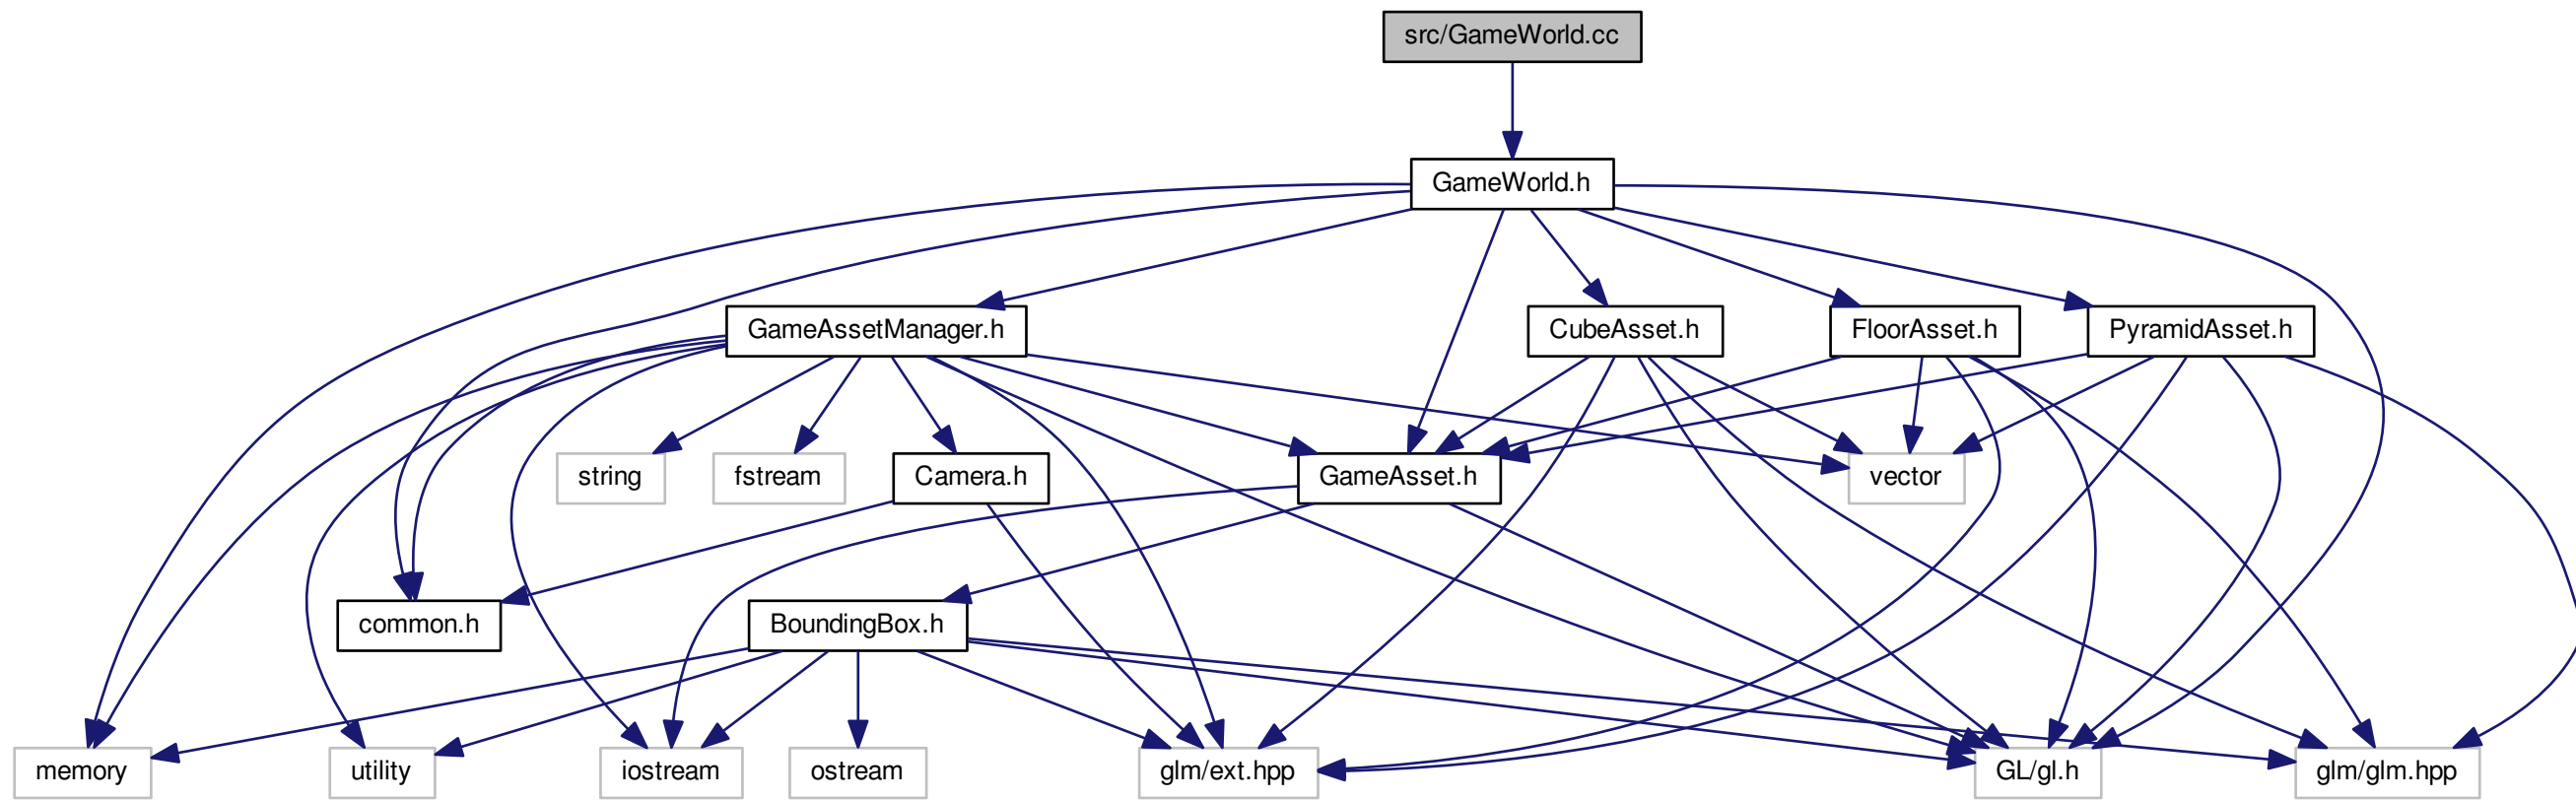 src/GameWorld.cc
GameWorld.h
GameAssetManager.h
CubeAsset.h
FloorAsset.h
PyramidAsset.h
string
fstream
Camera.h
GameAsset.h
vector
common.h
BoundingBox.h
memory
utility
iostream
ostream
glm/ext.hpp
GL/gl.h
glm/glm.hpp